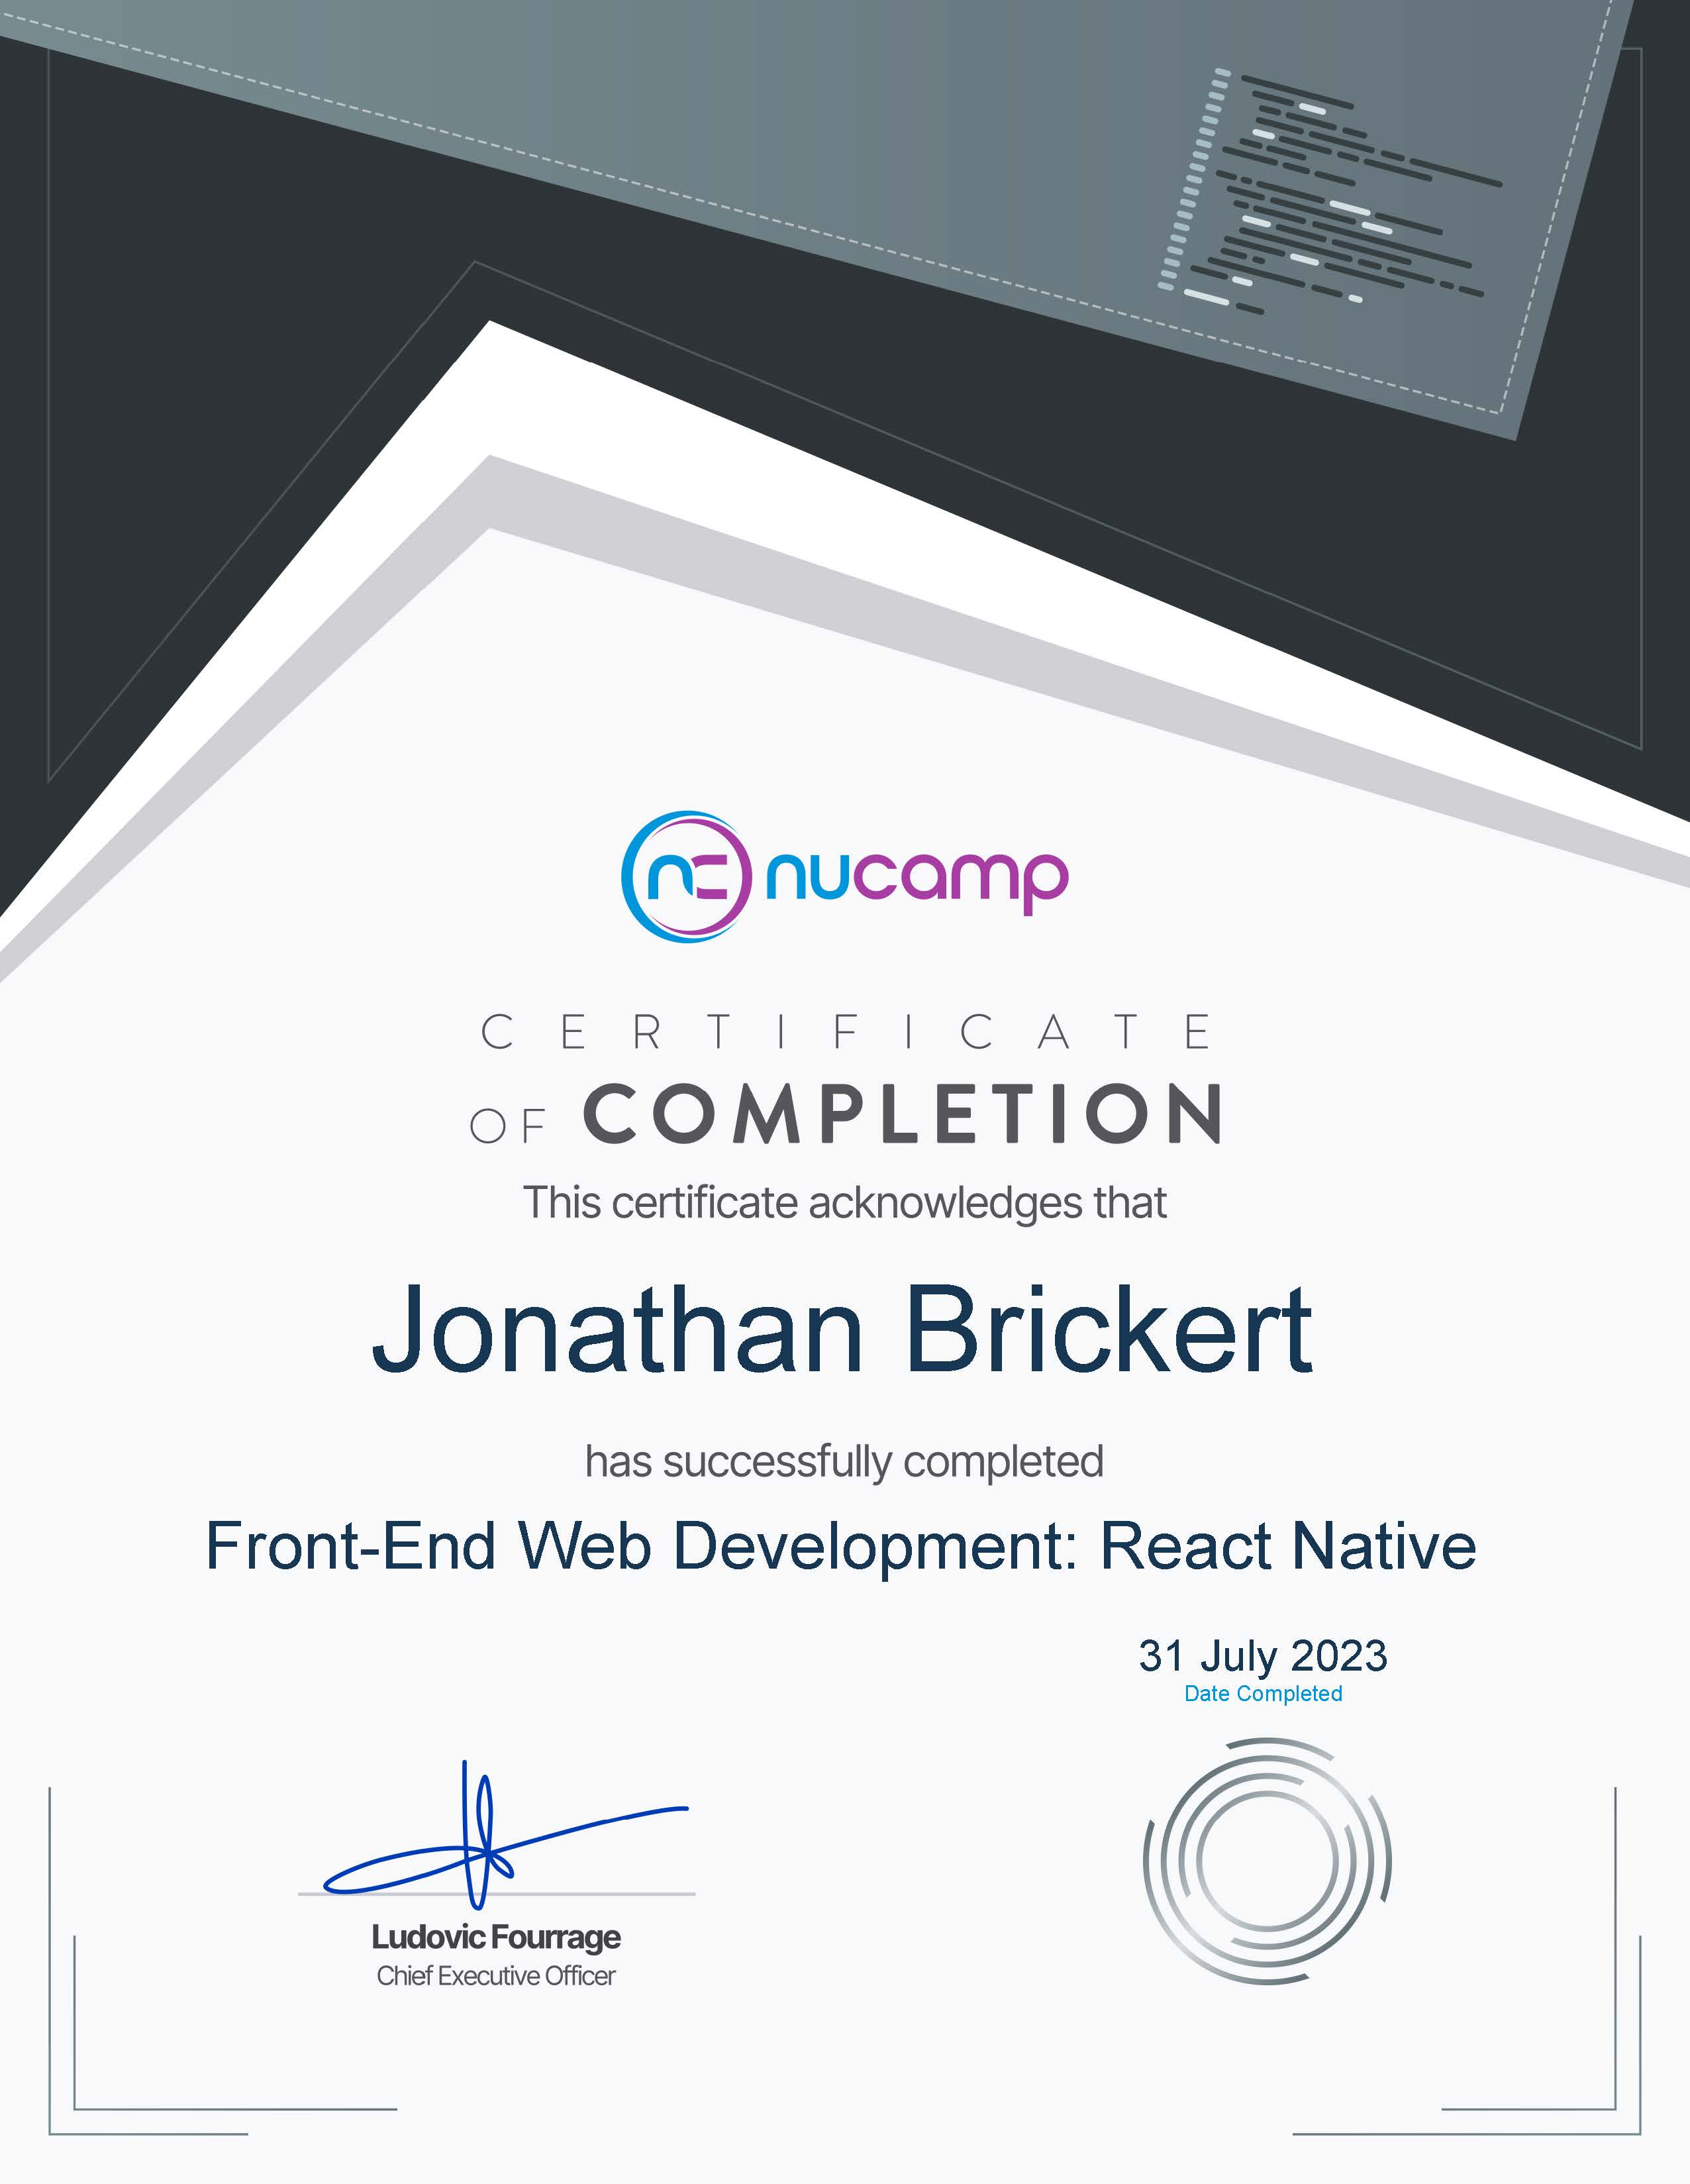 nc nucamp
CERTIFICATE
OF COMPLETION
This certificate acknowledges that
Jonathan Brickert
has successfully completed
Front-End Web Development: React Native
31 July 2023
Date Completed
Ludovic Fourrage
Chief Executive Officer